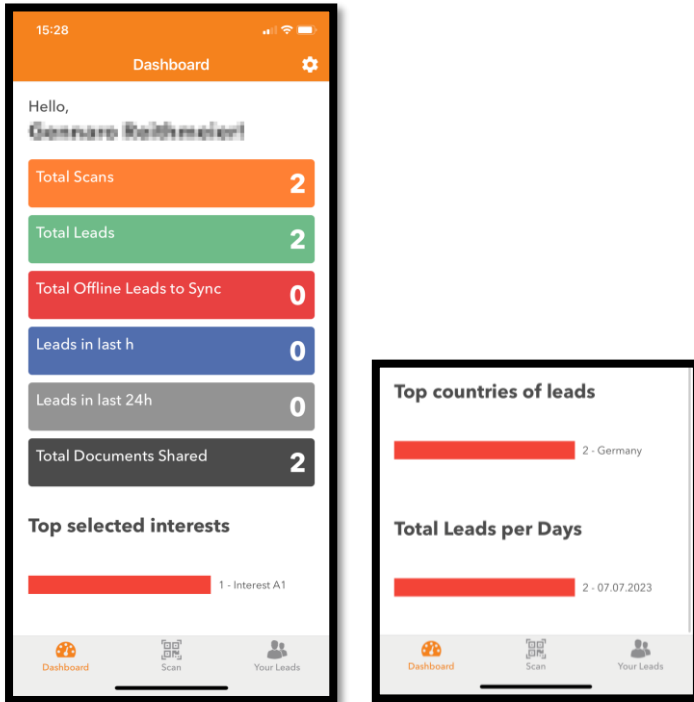 15:28
Dashboard
Hello,
Total Scans 2
Total Leads 2
Total Offline Leads to Sync 0
Leads in last h 0
Leads in last 24h 0
Total Documents Shared 2
Top selected interests
1 - Interest A1
Dashboard Scan Your Leads
Top countries of leads
2 - Germany
Total Leads per Days
2 - 07.07.2023
Dashboard Scan Your Leads